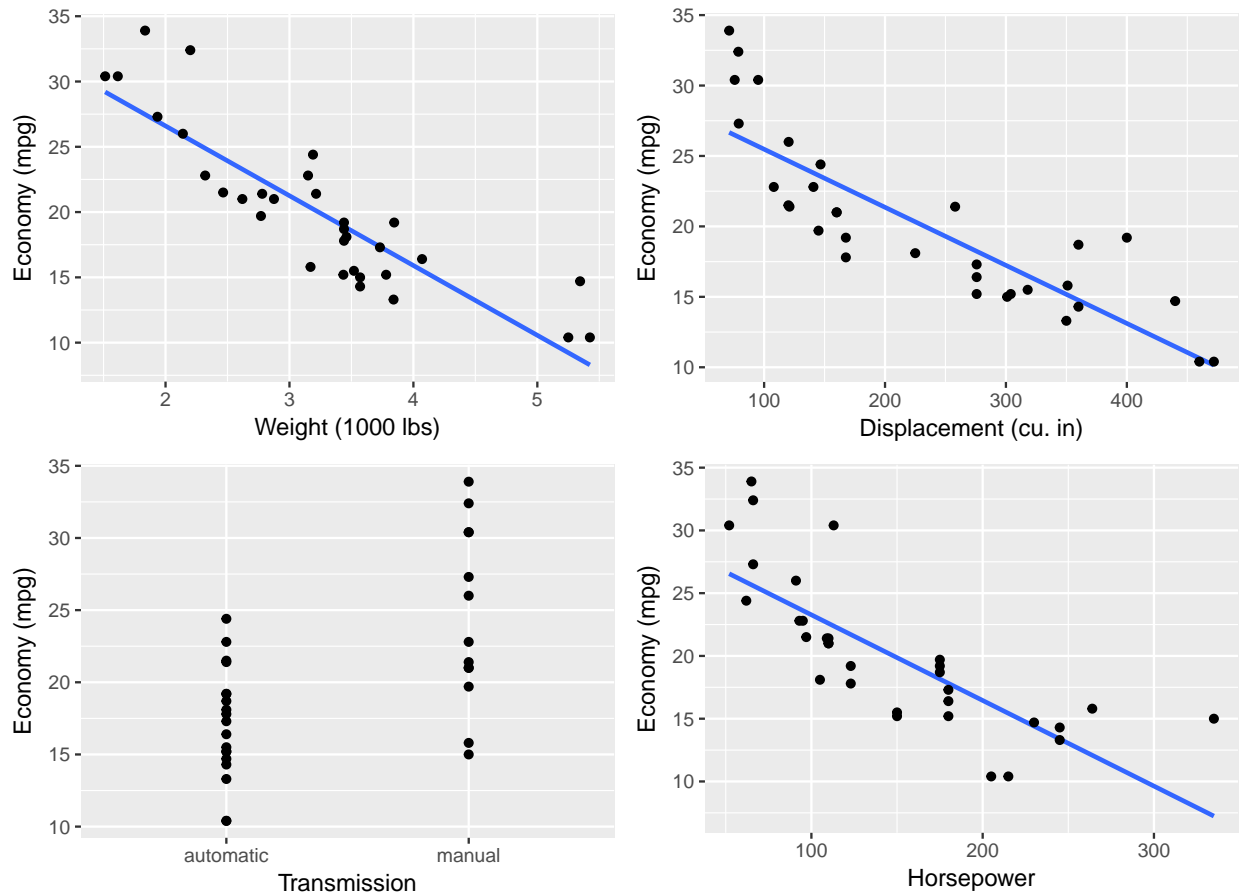 35
30
25
20
15
10
Economy (mpg)
2 3 4 5
Weight (1000 lbs)
35
30
25
20
15
10
Economy (mpg)
100 200 300 400
Displacement (cu. in)
35
30
25
20
15
10
Economy (mpg)
automatic manual
Transmission
35
30
25
20
15
10
Economy (mpg)
100 200 300
Horsepower